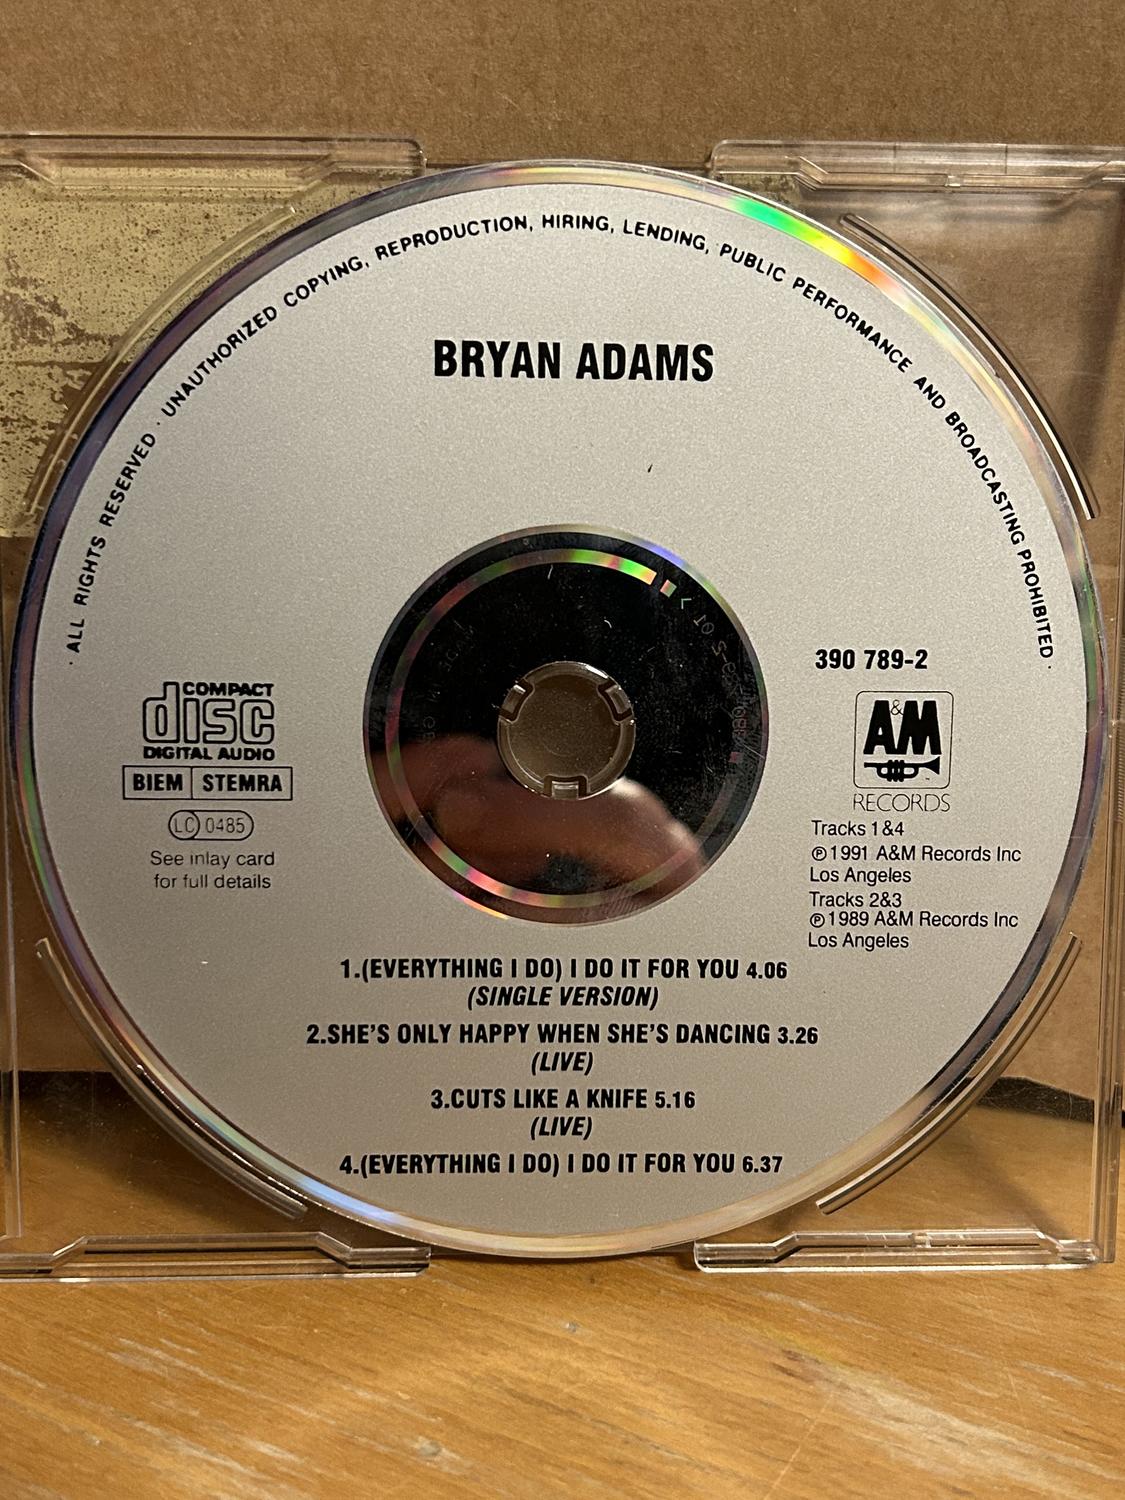 · ALL RIGHTS RESERVED · UNAUTHORIZED COPYING, REPRODUCTION, HIRING, LENDING, PUBLIC PERFORMANCE AND BROADCASTING PROHIBITED ·
BRYAN ADAMS
390 789-2
COMPACT
disc
DIGITAL AUDIO
BIEM STEMRA
LC 0485
See inlay card
for full details
A&M
RECORDS
Tracks 1&4
℗1991 A&M Records Inc
Los Angeles
Tracks 2&3
℗1989 A&M Records Inc
Los Angeles
1.(EVERYTHING I DO) I DO IT FOR YOU 4.06
(SINGLE VERSION)
2.SHE'S ONLY HAPPY WHEN SHE'S DANCING 3.26
(LIVE)
3.CUTS LIKE A KNIFE 5.16
(LIVE)
4.(EVERYTHING I DO) I DO IT FOR YOU 6.37